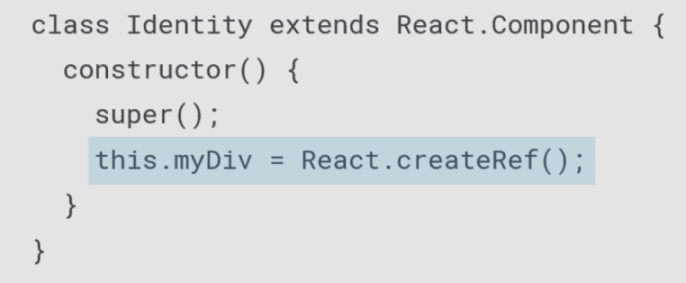 class Identity extends React.Component {
constructor() {
super();
this.myDiv = React.createRef();
}
}